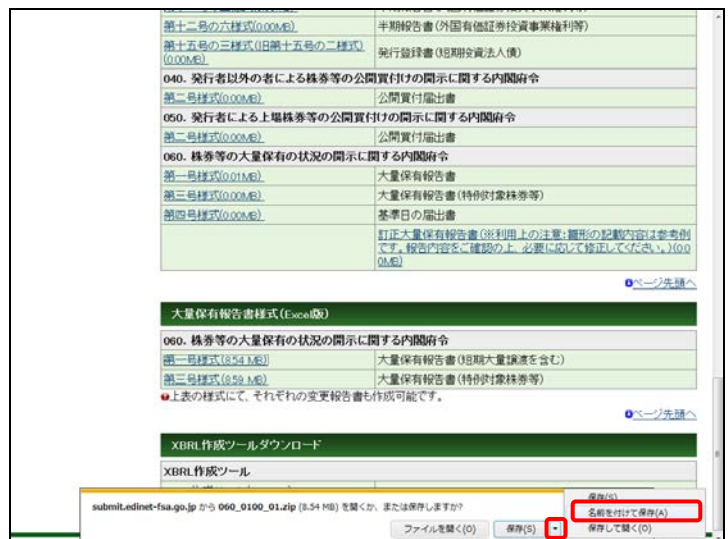 第十二号の六様式(0.00MB)
半期報告書(外国有価証券投資事業権利等)
第十五号の三様式(旧第十五号の二様式)
(0.00MB)
発行登録書(短期投資法人債)
040. 発行者以外の者による株券等の公開買付けの開示に関する内閣府令
第二号様式(0.00MB)
公開買付届出書
050. 発行者による上場株券等の公開買付けの開示に関する内閣府令
第二号様式(0.00MB)
公開買付届出書
060. 株券等の大量保有の状況の開示に関する内閣府令
第一号様式(0.01MB)
大量保有報告書
第三号様式(0.00MB)
大量保有報告書(特例対象株券等)
第四号様式(0.00MB)
基準日の届出書
訂正大量保有報告書(※利用上の注意:雛形の記載内容は参考例
です。報告内容をご確認の上、必要に応じて修正してください。)(0.0
0MB)
ページ先頭へ
大量保有報告書様式(Excel版)
060. 株券等の大量保有の状況の開示に関する内閣府令
第一号様式(8.54 MB)
大量保有報告書(短期大量譲渡を含む)
第三号様式(8.59 MB)
大量保有報告書(特例対象株券等)
上表の様式にて、それぞれの変更報告書も作成可能です。
ページ先頭へ
XBRL作成ツールダウンロード
XBRL作成ツール
submit.edinet-fsa.go.jp から 060_0100_01.zip (8.54 MB) を開くか、または保存しますか?
ファイルを開く(O)
保存(S)
保存(S)
名前を付けて保存(A)
保存して開く(O)